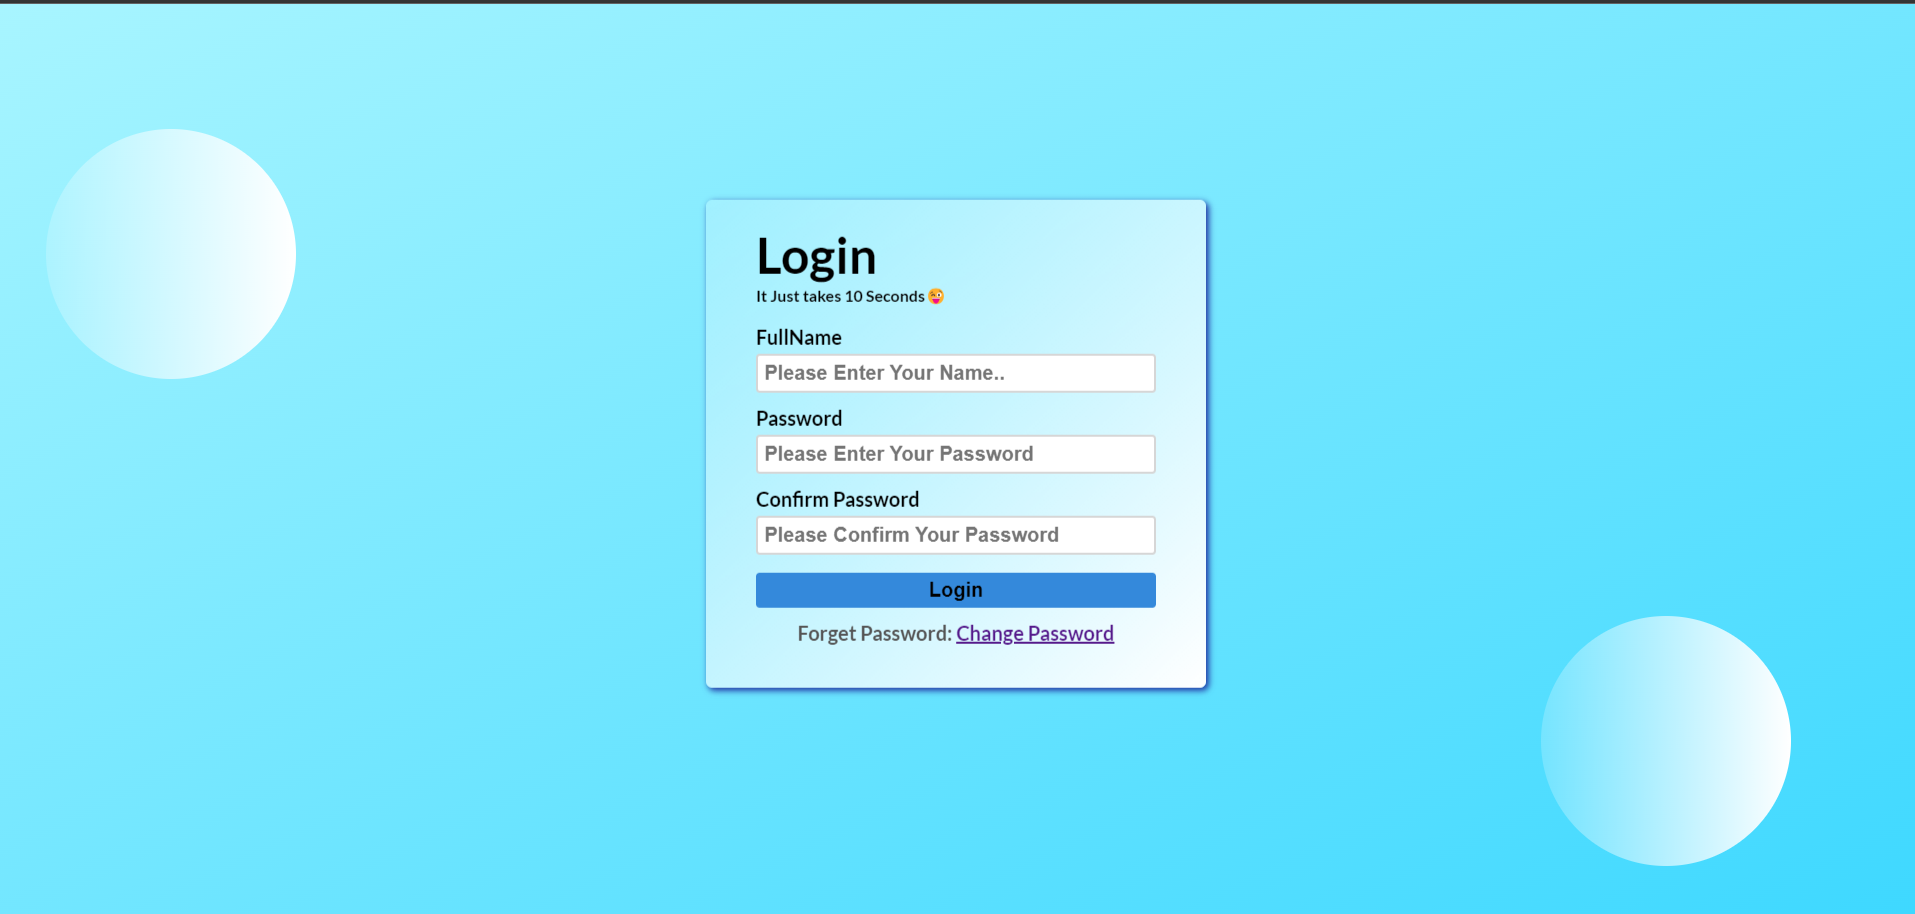 Login
It Just takes 10 Seconds😜
FullName
Please Enter Your Name..
Password
Please Enter Your Password
Confirm Password
Please Confirm Your Password
Login
Forget Password: Change Password